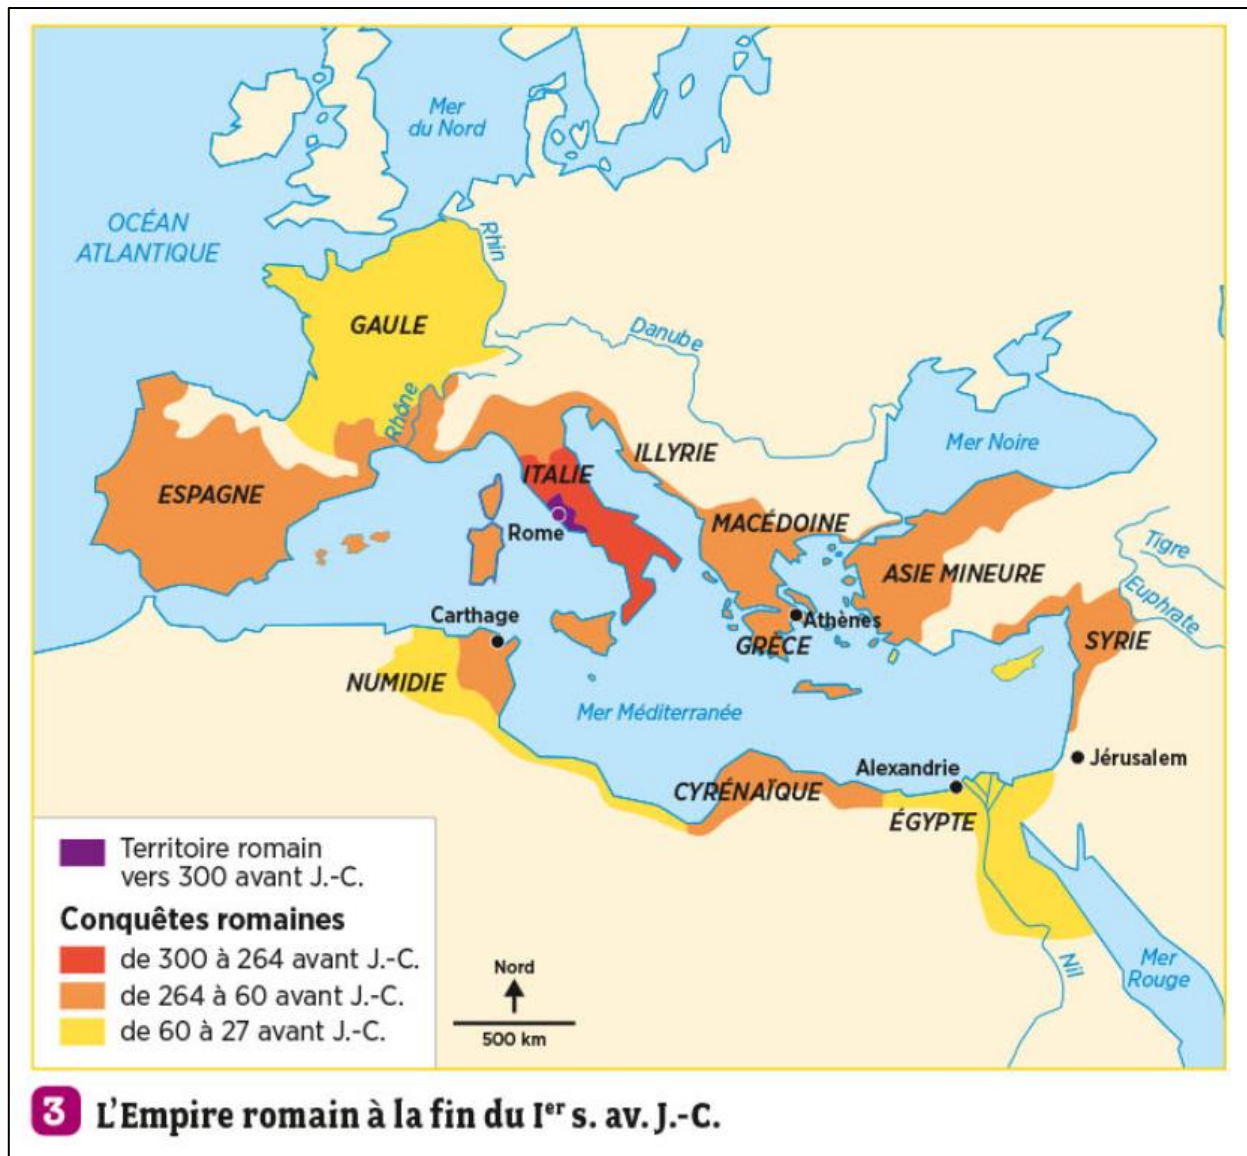 Mer
du Nord
OCÉAN
ATLANTIQUE
Rhin
GAULE
Danube
Rhône
Mer Noire
ILLYRIE
ITALIE
ESPAGNE
Rome
MACÉDOINE
Tigre
ASIE MINEURE
Euphrate
Carthage
Athènes
GRÈCE
SYRIE
NUMIDIE
Mer Méditerranée
Jérusalem
Alexandrie
CYRÉNAÏQUE
ÉGYPTE
Nil
Mer
Rouge
Territoire romain
vers 300 avant J.-C.
Conquêtes romaines
de 300 à 264 avant J.-C.
de 264 à 60 avant J.-C.
de 60 à 27 avant J.-C.
Nord
500 km
3 L'Empire romain à la fin du Ier s. av. J.-C.